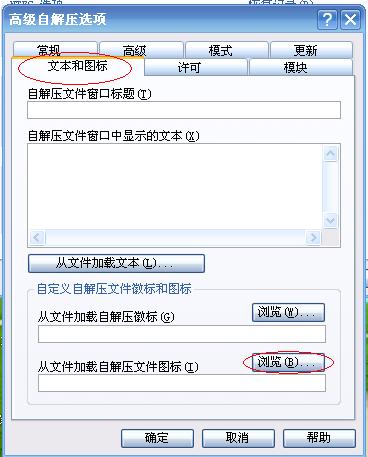 高级自解压选项
常规 高级 模式 更新
文本和图标 许可 模块
自解压文件窗口标题(T)
自解压文件窗口中显示的文本(X)
从文件加载文本(L)...
自定义自解压文件徽标和图标
从文件加载自解压徽标(G) 浏览(W)...
从文件加载自解压文件图标(I) 浏览(B)...
确定 取消 帮助